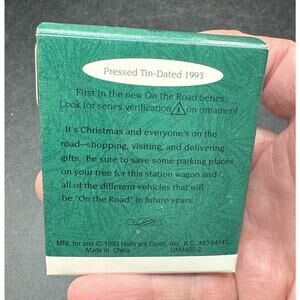 Pressed Tin-Dated 1993
First in the new On the Road Series
Look for series verification 1 on ornament
It's Christmas and everyone's on the
road--shopping, visiting, and delivering
gifts. Be sure to save some parking places
on your tree for this station wagon and
all of the different vehicles that will
be "On the Road" in future years.
Mfd. for and © 1993 Hallmark Cards, Inc., K.C., MO 64141
Made in China QXM400-2